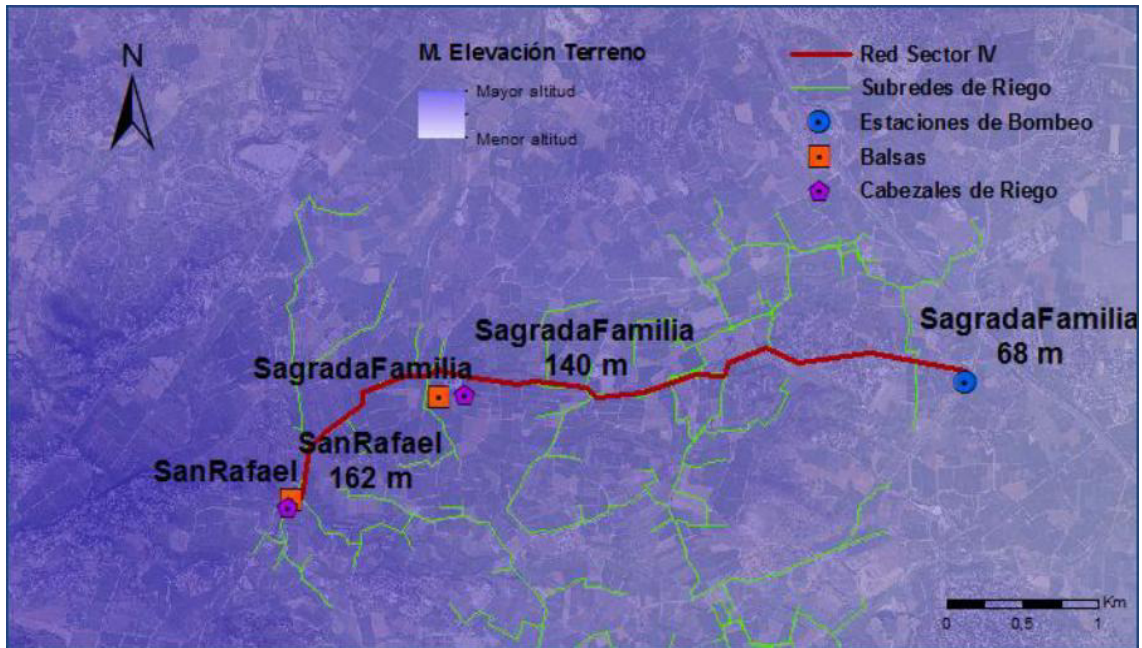 N
M. Elevación Terreno
Mayor altitud
Menor altitud
Red Sector IV
Subredes de Riego
Estaciones de Bombeo
Balsas
Cabezales de Riego
SagradaFamilia
68 m
SagradaFamilia
140 m
SagradaFamilia
SanRafael
162 m
SanRafael
Km
0 0,5 1